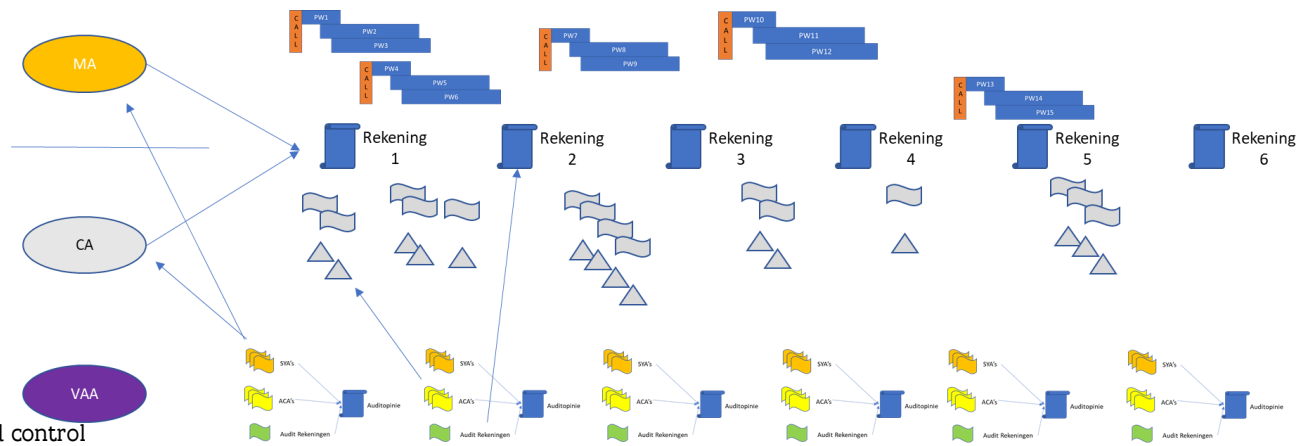 CALL
PW1
PW2
PW3
CALL
PW4
PW5
PW6
CALL
PW7
PW8
PW9
CALL
PW10
PW11
PW12
CALL
PW13
PW14
PW15
MA
Rekening
1
Rekening
2
Rekening
3
Rekening
4
Rekening
5
Rekening
6
CA
VAA
SYA's
ACA's
Auditopinie
Audit Rekeningen
SYA's
ACA's
Auditopinie
Audit Rekeningen
SYA's
ACA's
Auditopinie
Audit Rekeningen
SYA's
ACA's
Auditopinie
Audit Rekeningen
SYA's
ACA's
Auditopinie
Audit Rekeningen
SYA's
ACA's
Auditopinie
Audit Rekeningen
control